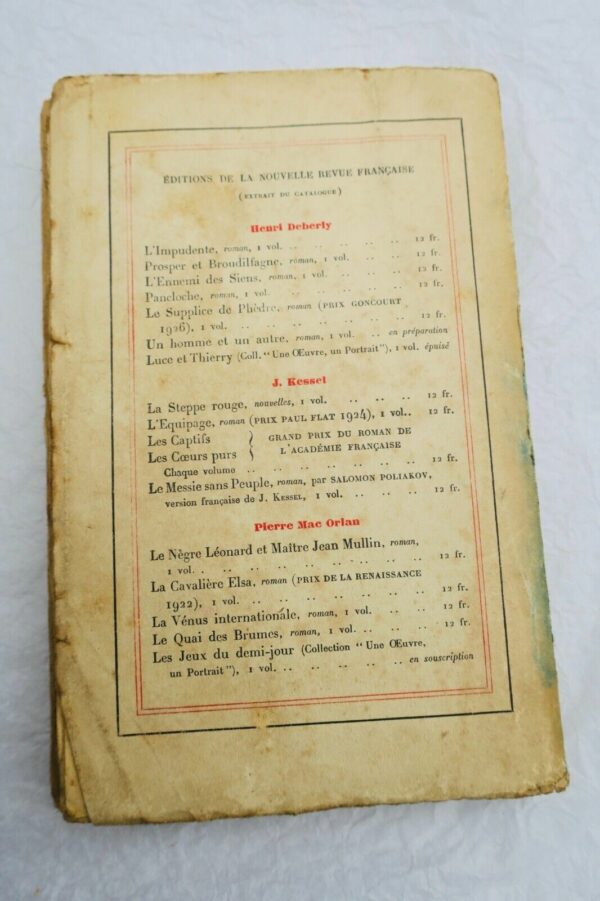 ÉDITIONS DE LA NOUVELLE REVUE FRANÇAISE
(EXTRAIT DU CATALOGUE)
Henri Deberly
L'Impudente, roman, 1 vol. .. .. .. .. .. 12 fr.
Prosper et Broudilfagne, roman, 1 vol. .. .. .. 12 fr.
L'Ennemi des Siens, roman, 1 vol. .. .. .. .. 12 fr.
Pancloche, roman, 1 vol. .. .. .. .. .. 12 fr.
Le Supplice de Phèdre, roman (PRIX GONCOURT
1926), 1 vol. .. .. .. .. .. .. .. 12 fr.
Un homme et un autre, roman, 1 vol. .. en préparation
Luce et Thierry (Coll. "Une Œuvre, un Portrait"), 1 vol. épuisé
J. Kessel
La Steppe rouge, nouvelles, 1 vol. .. .. .. .. 12 fr.
L'Equipage, roman (PRIX PAUL FLAT 1924), 1 vol.. 12 fr.
Les Captifs } GRAND PRIX DU ROMAN DE
Les Cœurs purs } L'ACADÉMIE FRANÇAISE
Chaque volume .. .. .. .. .. .. .. 12 fr.
Le Messie sans Peuple, roman, par SALOMON POLIAKOV,
version française de J. KESSEL, 1 vol. .. .. .. 12 fr.
Pierre Mac Orlan
Le Nègre Léonard et Maître Jean Mullin, roman,
1 vol. . .. .. .. .. .. .. .. 12 fr.
La Cavalière Elsa, roman (PRIX DE LA RENAISSANCE
1922), 1 vol. .. .. .. .. .. .. .. 12 fr.
La Vénus internationale, roman, 1 vol. .. .. .. 12 fr.
Le Quai des Brumes, roman, 1 vol. .. .. .. .. 12 fr.
Les Jeux du demi-jour (Collection "Une Œuvre,
un Portrait"), 1 vol. .. .. .. .. en souscription